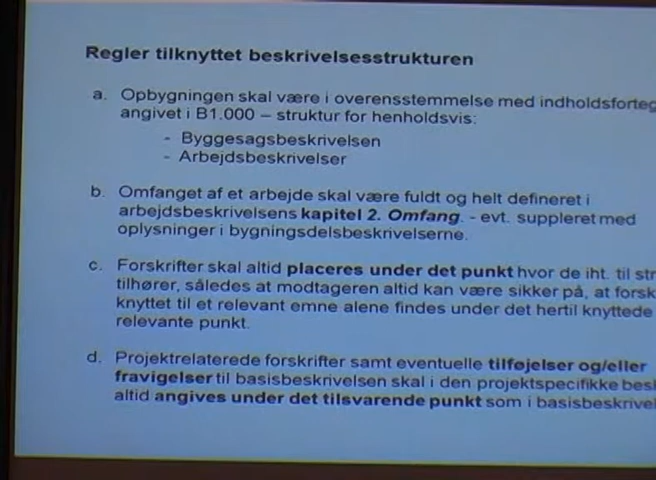 Regler tilknyttet beskrivelsesstrukturen
a. Opbygningen skal være i overensstemmelse med indholdsforteg
angivet i B1.000 – struktur for henholdsvis:
- Byggesagsbeskrivelsen
- Arbejdsbeskrivelser
b. Omfanget af et arbejde skal være fuldt og helt defineret i
arbejdsbeskrivelsens kapitel 2. Omfang. - evt. suppleret med
oplysninger i bygningsdelsbeskrivelserne.
c. Forskrifter skal altid placeres under det punkt hvor de iht. til str
tilhører, således at modtageren altid kan være sikker på, at forsk
knyttet til et relevant emne alene findes under det hertil knyttede
relevante punkt.
d. Projektrelaterede forskrifter samt eventuelle tilføjelser og/eller
fravigelser til basisbeskrivelsen skal i den projektspecifikke besk
altid angives under det tilsvarende punkt som i basisbeskrivel